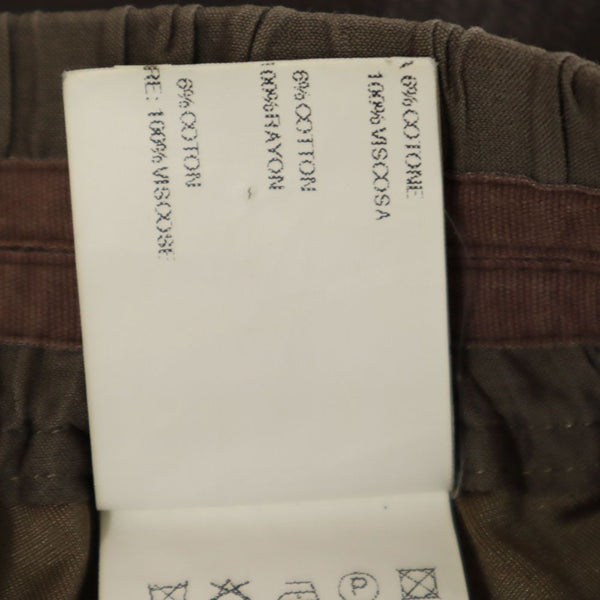 6% COTONE
100% VISCOSA
6% COTTON
100% RAYON
6% COTON
RE: 100% VISCOSE
P